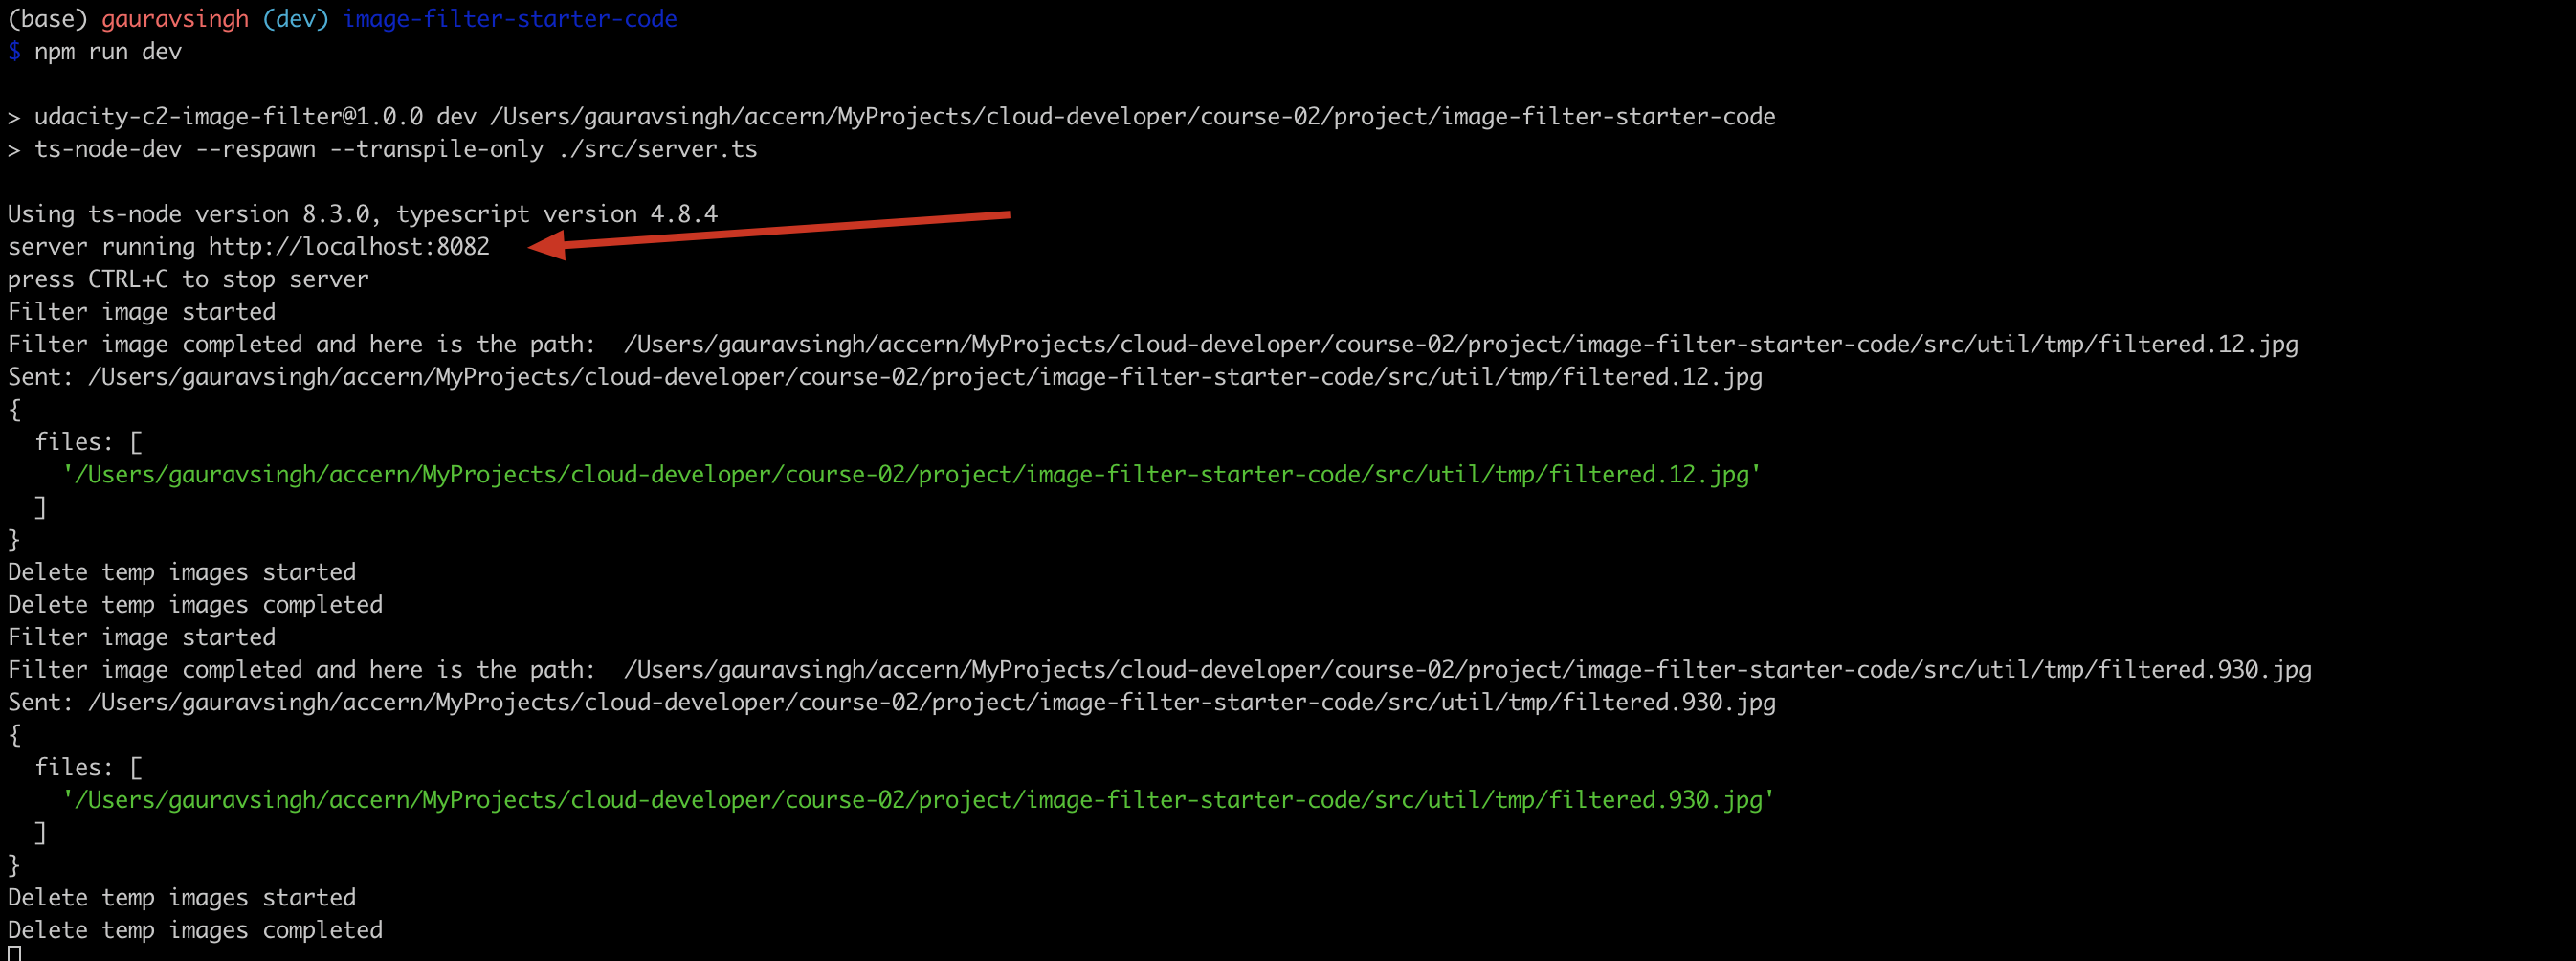 (base) gauravsingh (dev) image-filter-starter-code
$ npm run dev
> udacity-c2-image-filter@1.0.0 dev /Users/gauravsingh/accern/MyProjects/cloud-developer/course-02/project/image-filter-starter-code
> ts-node-dev --respawn --transpile-only ./src/server.ts
Using ts-node version 8.3.0, typescript version 4.8.4
server running http://localhost:8082
press CTRL+C to stop server
Filter image started
Filter image completed and here is the path:  /Users/gauravsingh/accern/MyProjects/cloud-developer/course-02/project/image-filter-starter-code/src/util/tmp/filtered.12.jpg
Sent: /Users/gauravsingh/accern/MyProjects/cloud-developer/course-02/project/image-filter-starter-code/src/util/tmp/filtered.12.jpg
{
  files: [
    '/Users/gauravsingh/accern/MyProjects/cloud-developer/course-02/project/image-filter-starter-code/src/util/tmp/filtered.12.jpg'
  ]
}
Delete temp images started
Delete temp images completed
Filter image started
Filter image completed and here is the path:  /Users/gauravsingh/accern/MyProjects/cloud-developer/course-02/project/image-filter-starter-code/src/util/tmp/filtered.930.jpg
Sent: /Users/gauravsingh/accern/MyProjects/cloud-developer/course-02/project/image-filter-starter-code/src/util/tmp/filtered.930.jpg
{
  files: [
    '/Users/gauravsingh/accern/MyProjects/cloud-developer/course-02/project/image-filter-starter-code/src/util/tmp/filtered.930.jpg'
  ]
}
Delete temp images started
Delete temp images completed